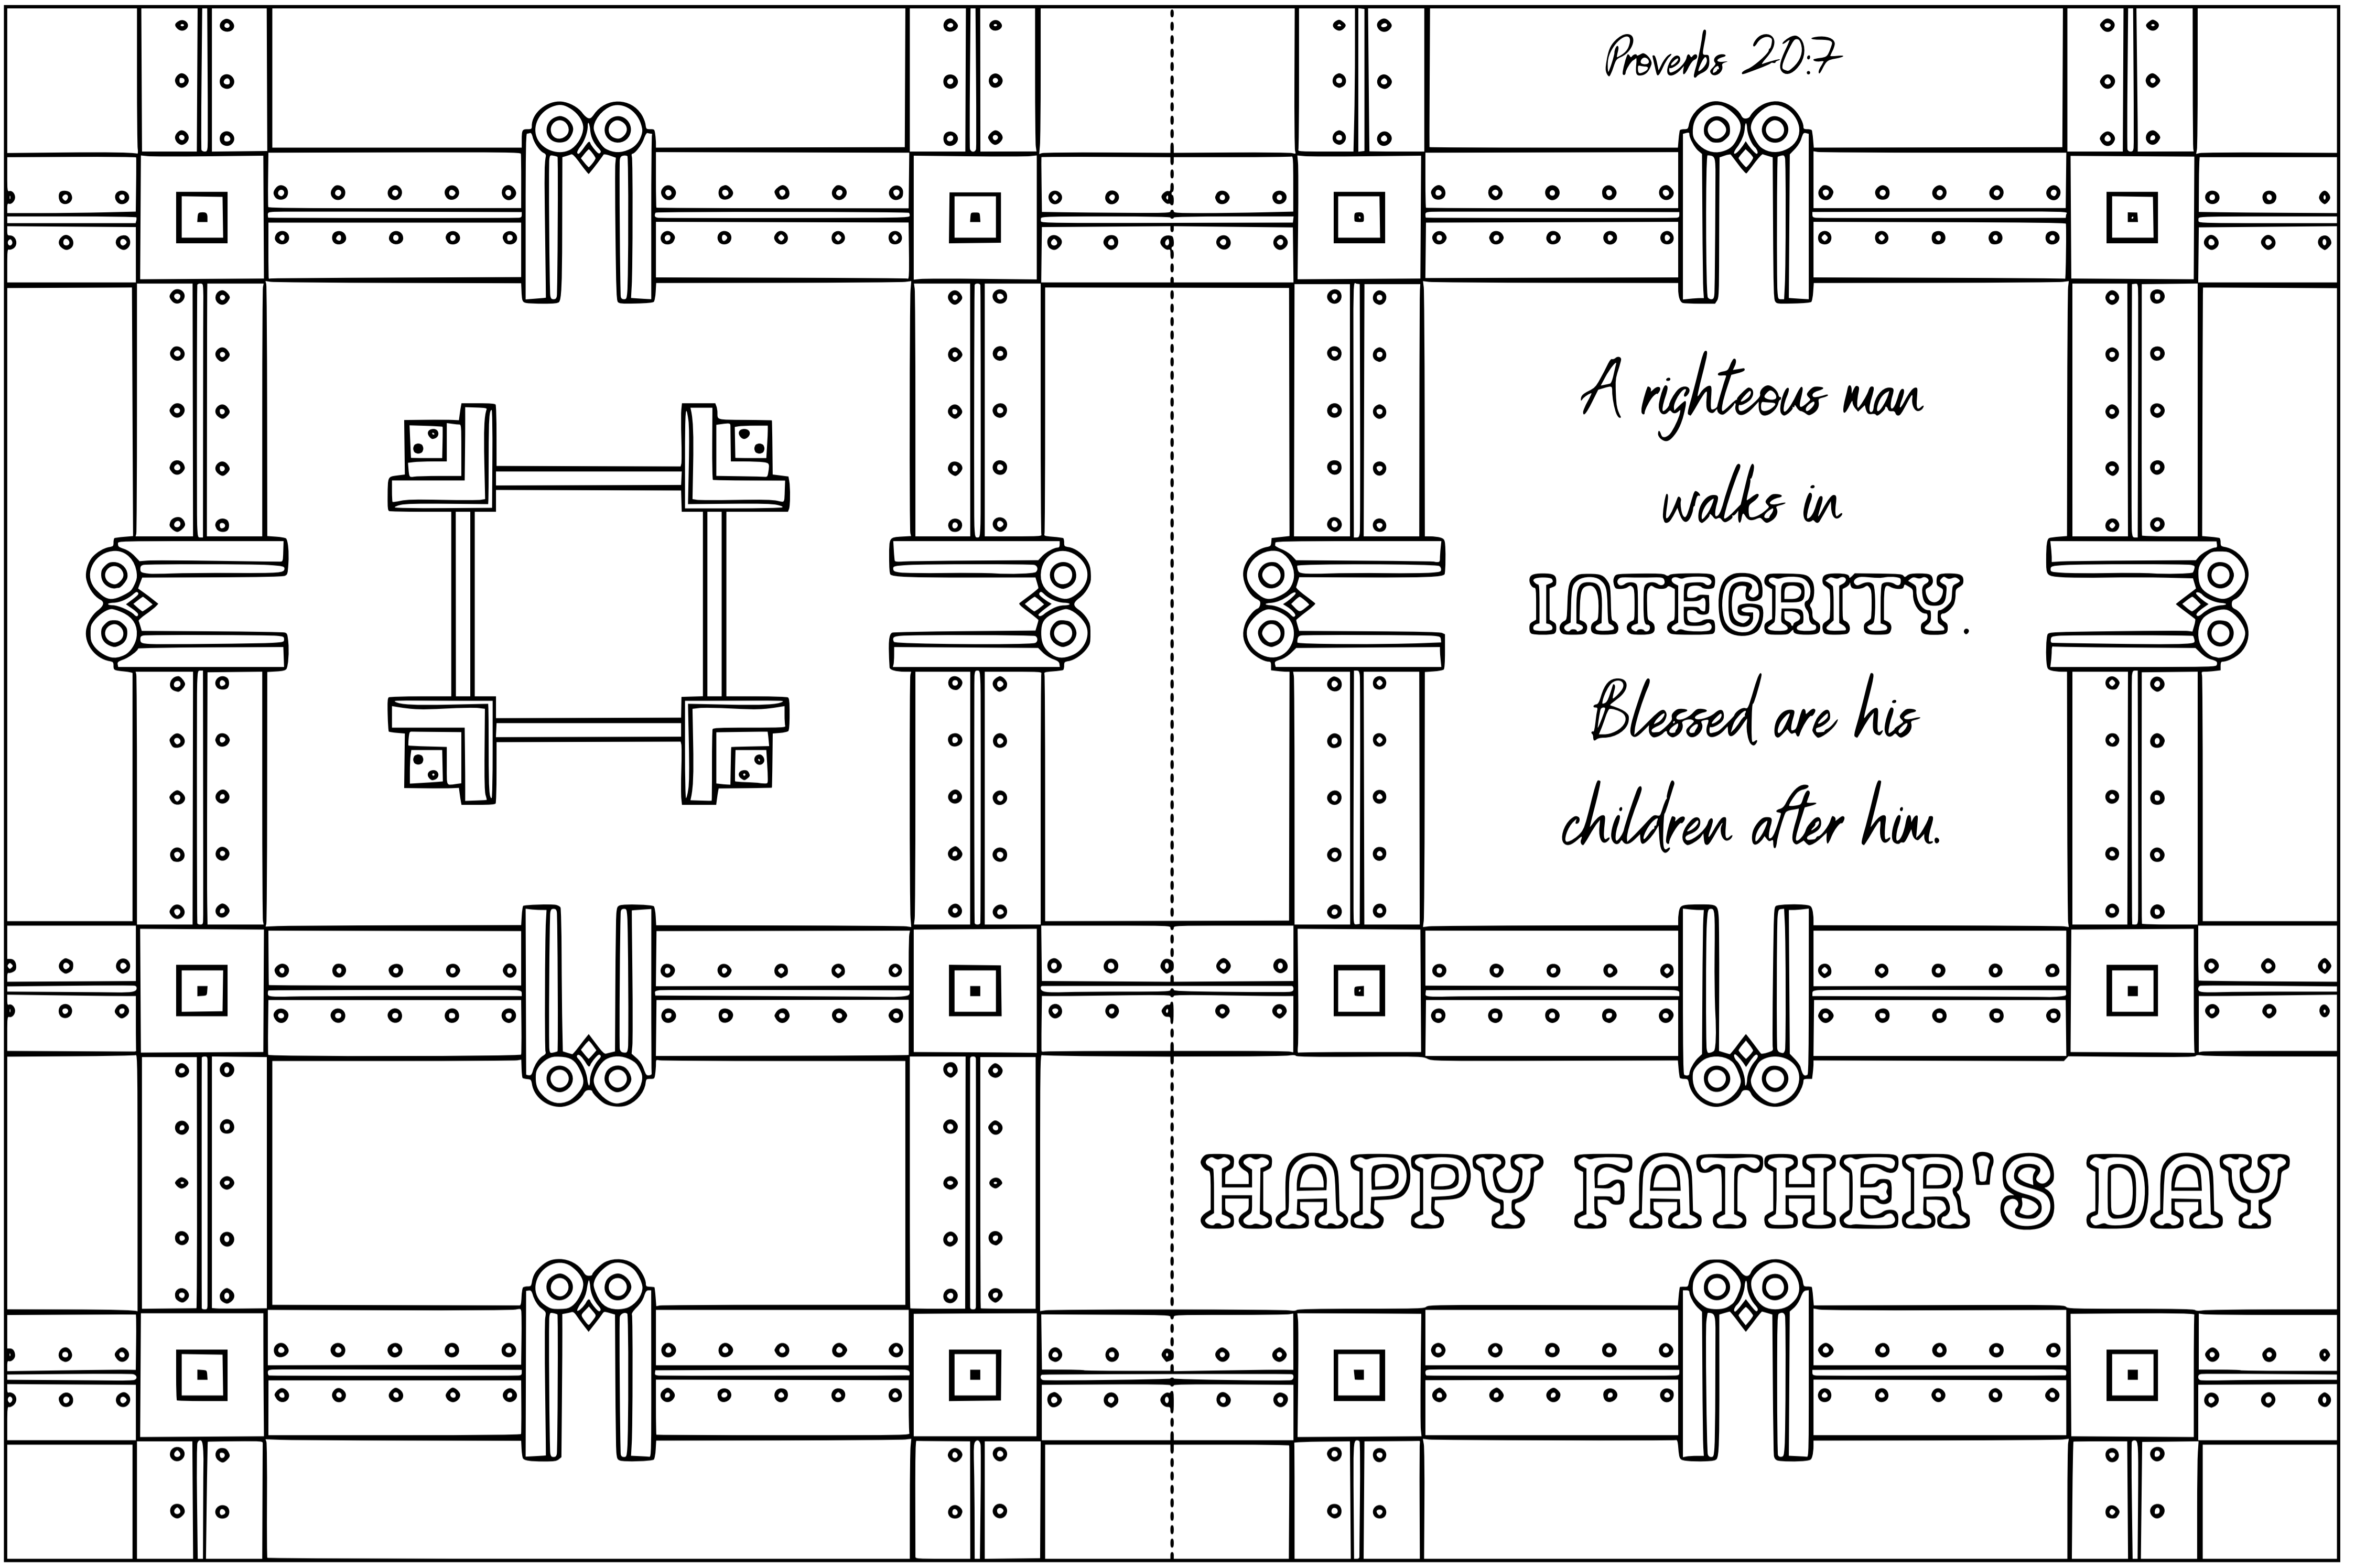 Proverbs 20:7
A righteous man
walks in
INTEGRITY.
Blessed are his
children after him.
HAPPY FATHER'S DAY